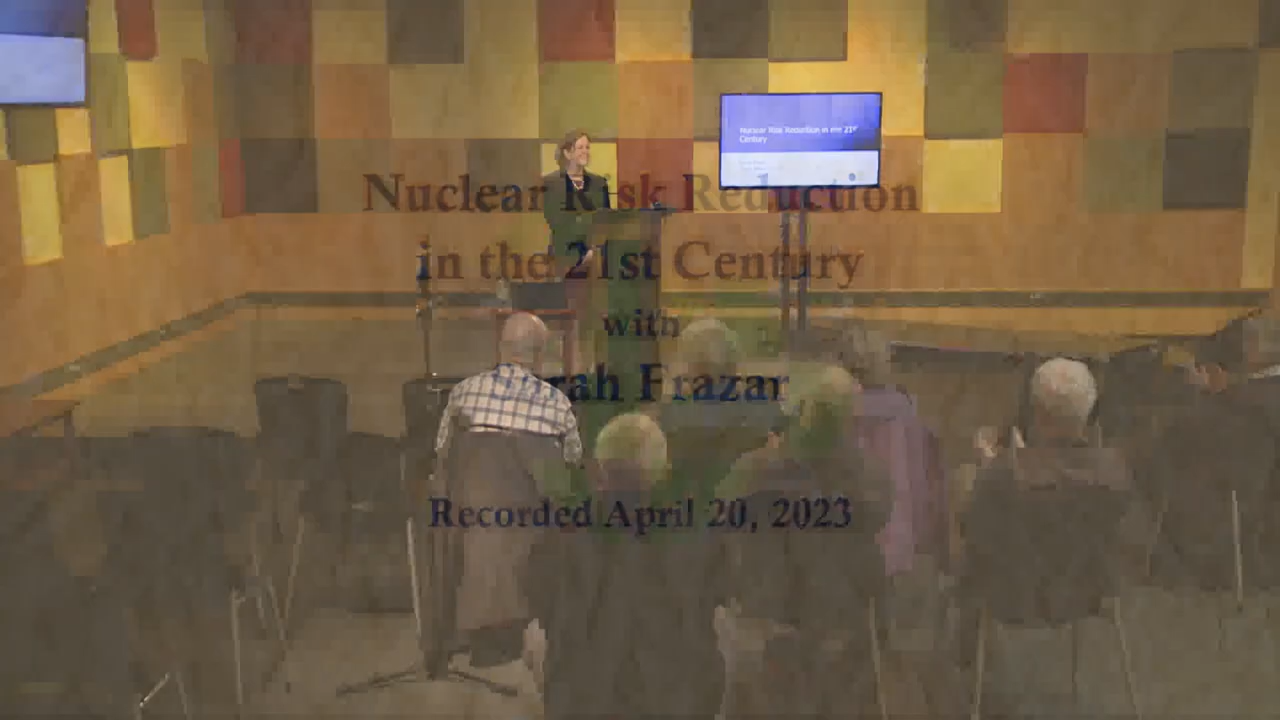 Nuclear Risk Reduction in the 21st
Century
Nuclear Risk Reduction
in the 21st Century
with
Sarah Frazar
Recorded April 20, 2023